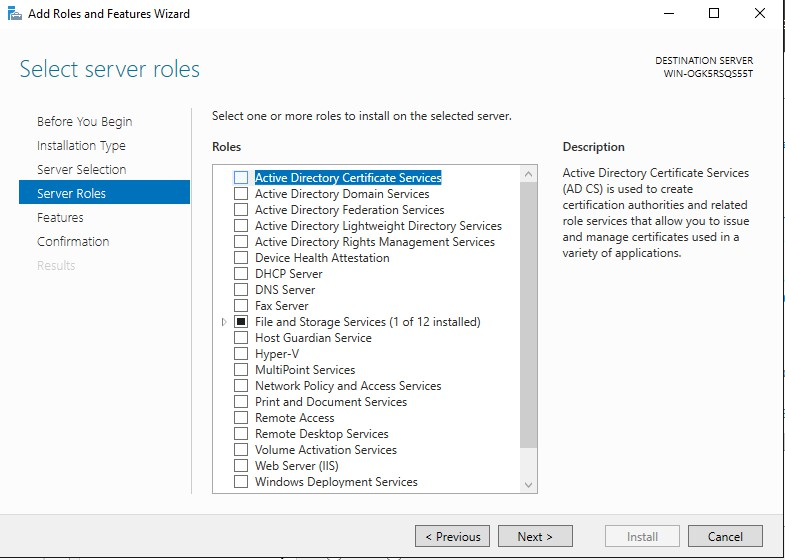 Add Roles and Features Wizard
Select server roles
DESTINATION SERVER
WIN-OGK5RSQS55T
Before You Begin
Installation Type
Server Selection
Server Roles
Features
Confirmation
Results
Select one or more roles to install on the selected server.
Roles
Active Directory Certificate Services
Active Directory Domain Services
Active Directory Federation Services
Active Directory Lightweight Directory Services
Active Directory Rights Management Services
Device Health Attestation
DHCP Server
DNS Server
Fax Server
File and Storage Services (1 of 12 installed)
Host Guardian Service
Hyper-V
MultiPoint Services
Network Policy and Access Services
Print and Document Services
Remote Access
Remote Desktop Services
Volume Activation Services
Web Server (IIS)
Windows Deployment Services
Description
Active Directory Certificate Services
(AD CS) is used to create
certification authorities and related
role services that allow you to issue
and manage certificates used in a
variety of applications.
< Previous
Next >
Install
Cancel